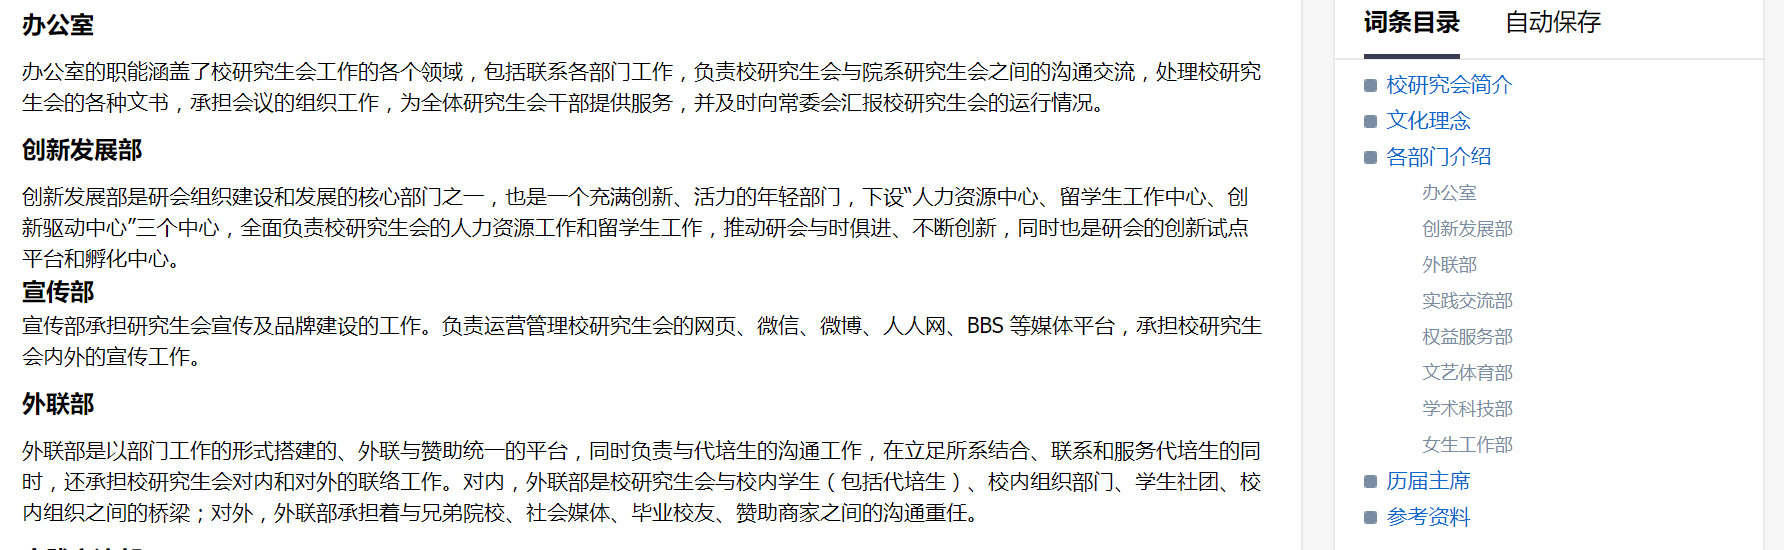 办公室
办公室的职能涵盖了校研究生会工作的各个领域，包括联系各部门工作，负责校研究生会与院系研究生会之间的沟通交流，处理校研究
生会的各种文书，承担会议的组织工作，为全体研究生会干部提供服务，并及时向常委会汇报校研究生会的运行情况。
创新发展部
创新发展部是研会组织建设和发展的核心部门之一，也是一个充满创新、活力的年轻部门，下设“人力资源中心、留学生工作中心、创
新驱动中心”三个中心，全面负责校研究生会的人力资源工作和留学生工作，推动研会与时俱进、不断创新，同时也是研会的创新试点
平台和孵化中心。
宣传部
宣传部承担研究生会宣传及品牌建设的工作。负责运营管理校研究生会的网页、微信、微博、人人网、BBS 等媒体平台，承担校研究生
会内外的宣传工作。
外联部
外联部是以部门工作的形式搭建的、外联与赞助统一的平台，同时负责与代培生的沟通工作，在立足所系结合、联系和服务代培生的同
时，还承担校研究生会对内和对外的联络工作。对内，外联部是校研究生会与校内学生（包括代培生）、校内组织部门、学生社团、校
内组织之间的桥梁；对外，外联部承担着与兄弟院校、社会媒体、毕业校友、赞助商家之间的沟通重任。
词条目录 自动保存
校研究会简介
文化理念
各部门介绍
办公室
创新发展部
外联部
实践交流部
权益服务部
文艺体育部
学术科技部
女生工作部
历届主席
参考资料